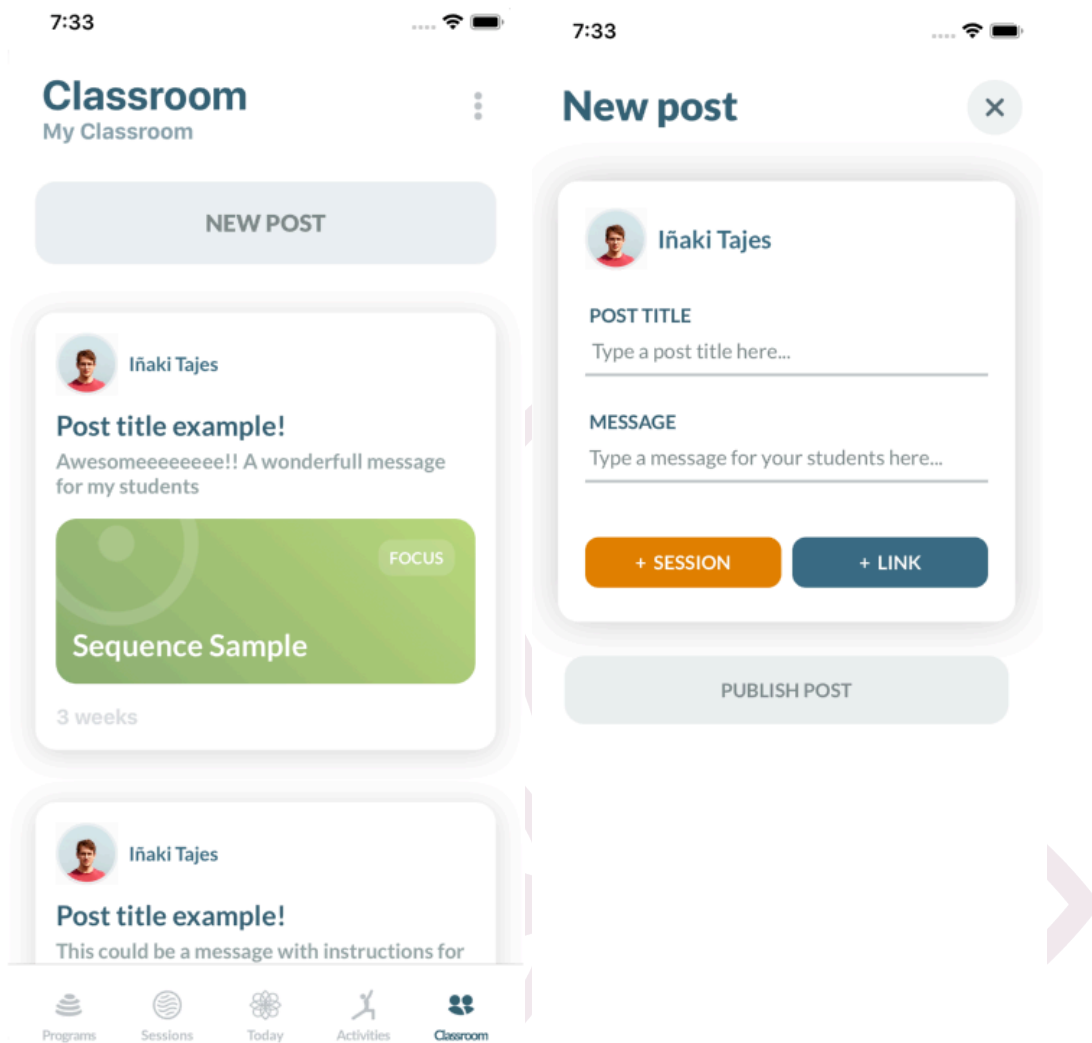 7:33
Classroom
My Classroom
NEW POST
Iñaki Tajes
Post title example!
Awesomeeeeeeee!! A wonderfull message
for my students
FOCUS
Sequence Sample
3 weeks
Iñaki Tajes
Post title example!
This could be a message with instructions for
Programs
Sessions
Today
Activities
Classroom
7:33
New post
Iñaki Tajes
POST TITLE
Type a post title here...
MESSAGE
Type a message for your students here...
+ SESSION
+ LINK
PUBLISH POST